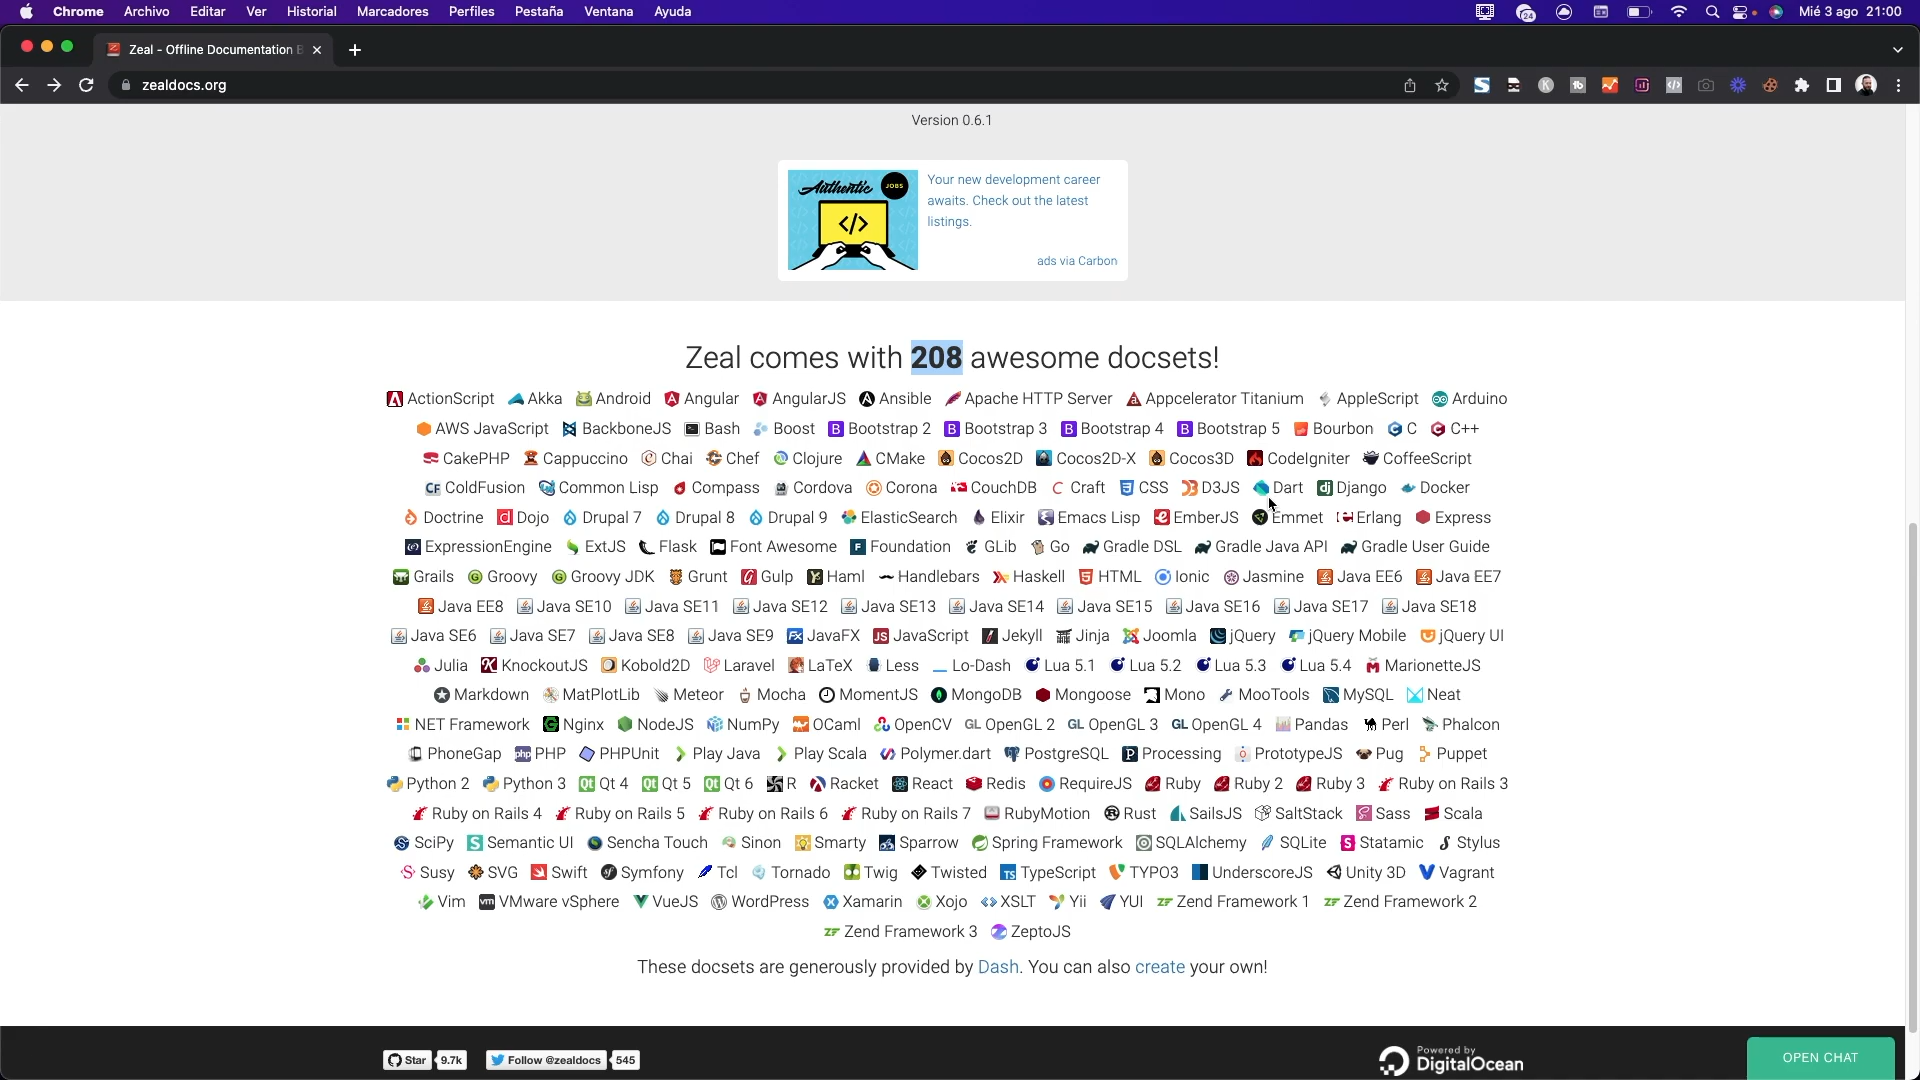 Chrome Archivo Editar Ver Historial Marcadores Perfiles Pestaña Ventana Ayuda 24 Mié 3 ago 21:00
Zeal - Offline Documentation B
zealdocs.org
Version 0.6.1
Authentic JOBS
</>
Your new development career
awaits. Check out the latest
listings.
ads via Carbon
Zeal comes with 208 awesome docsets!
ActionScript Akka Android Angular AngularJS Ansible Apache HTTP Server Appcelerator Titanium AppleScript Arduino
AWS JavaScript BackboneJS Bash Boost Bootstrap 2 Bootstrap 3 Bootstrap 4 Bootstrap 5 Bourbon C C++
CakePHP Cappuccino Chai Chef Clojure CMake Cocos2D Cocos2D-X Cocos3D CodeIgniter CoffeeScript
ColdFusion Common Lisp Compass Cordova Corona CouchDB Craft CSS D3JS Dart Django Docker
Doctrine Dojo Drupal 7 Drupal 8 Drupal 9 ElasticSearch Elixir Emacs Lisp EmberJS Emmet Erlang Express
ExpressionEngine ExtJS Flask Font Awesome Foundation GLib Go Gradle DSL Gradle Java API Gradle User Guide
Grails Groovy Groovy JDK Grunt Gulp Haml Handlebars Haskell HTML Ionic Jasmine Java EE6 Java EE7
Java EE8 Java SE10 Java SE11 Java SE12 Java SE13 Java SE14 Java SE15 Java SE16 Java SE17 Java SE18
Java SE6 Java SE7 Java SE8 Java SE9 JavaFX JavaScript Jekyll Jinja Joomla jQuery jQuery Mobile jQuery UI
Julia KnockoutJS Kobold2D Laravel LaTeX Less Lo-Dash Lua 5.1 Lua 5.2 Lua 5.3 Lua 5.4 MarionetteJS
Markdown MatPlotLib Meteor Mocha MomentJS MongoDB Mongoose Mono MooTools MySQL Neat
NET Framework Nginx NodeJS NumPy OCaml OpenCV OpenGL 2 OpenGL 3 OpenGL 4 Pandas Perl Phalcon
PhoneGap PHP PHPUnit Play Java Play Scala Polymer.dart PostgreSQL Processing PrototypeJS Pug Puppet
Python 2 Python 3 Qt 4 Qt 5 Qt 6 R Racket React Redis RequireJS Ruby Ruby 2 Ruby 3 Ruby on Rails 3
Ruby on Rails 4 Ruby on Rails 5 Ruby on Rails 6 Ruby on Rails 7 RubyMotion Rust SailsJS SaltStack Sass Scala
SciPy Semantic UI Sencha Touch Sinon Smarty Sparrow Spring Framework SQLAlchemy SQLite Statamic Stylus
Susy SVG Swift Symfony Tcl Tornado Twig Twisted TypeScript TYPO3 UnderscoreJS Unity 3D Vagrant
Vim VMware vSphere VueJS WordPress Xamarin Xojo XSLT Yii YUI Zend Framework 1 Zend Framework 2
Zend Framework 3 ZeptoJS
These docsets are generously provided by Dash. You can also create your own!
Star 9.7k Follow @zealdocs 545 Powered by DigitalOcean OPEN CHAT